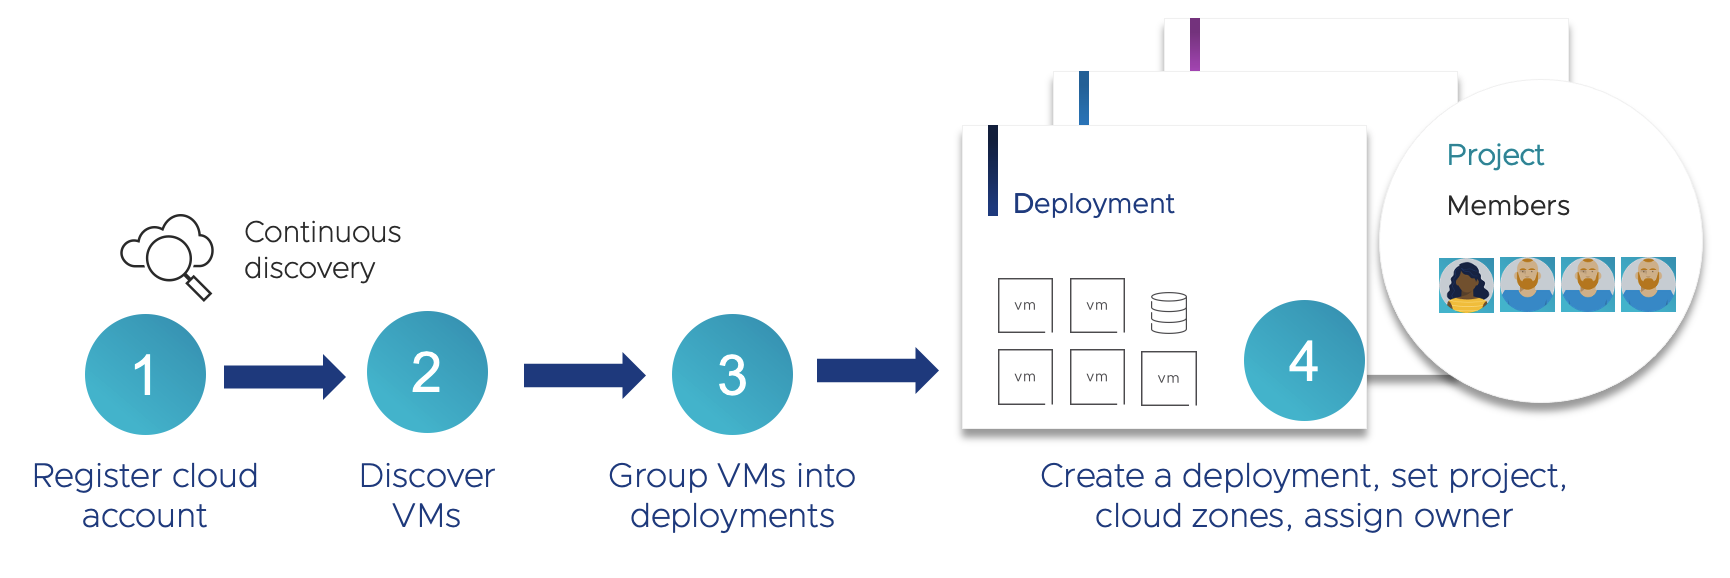 Continuous
discovery
1
2
3
4
Register cloud
account
Discover
VMs
Group VMs into
deployments
Deployment
vm
vm
vm
vm
vm
Project
Members
Create a deployment, set project,
cloud zones, assign owner